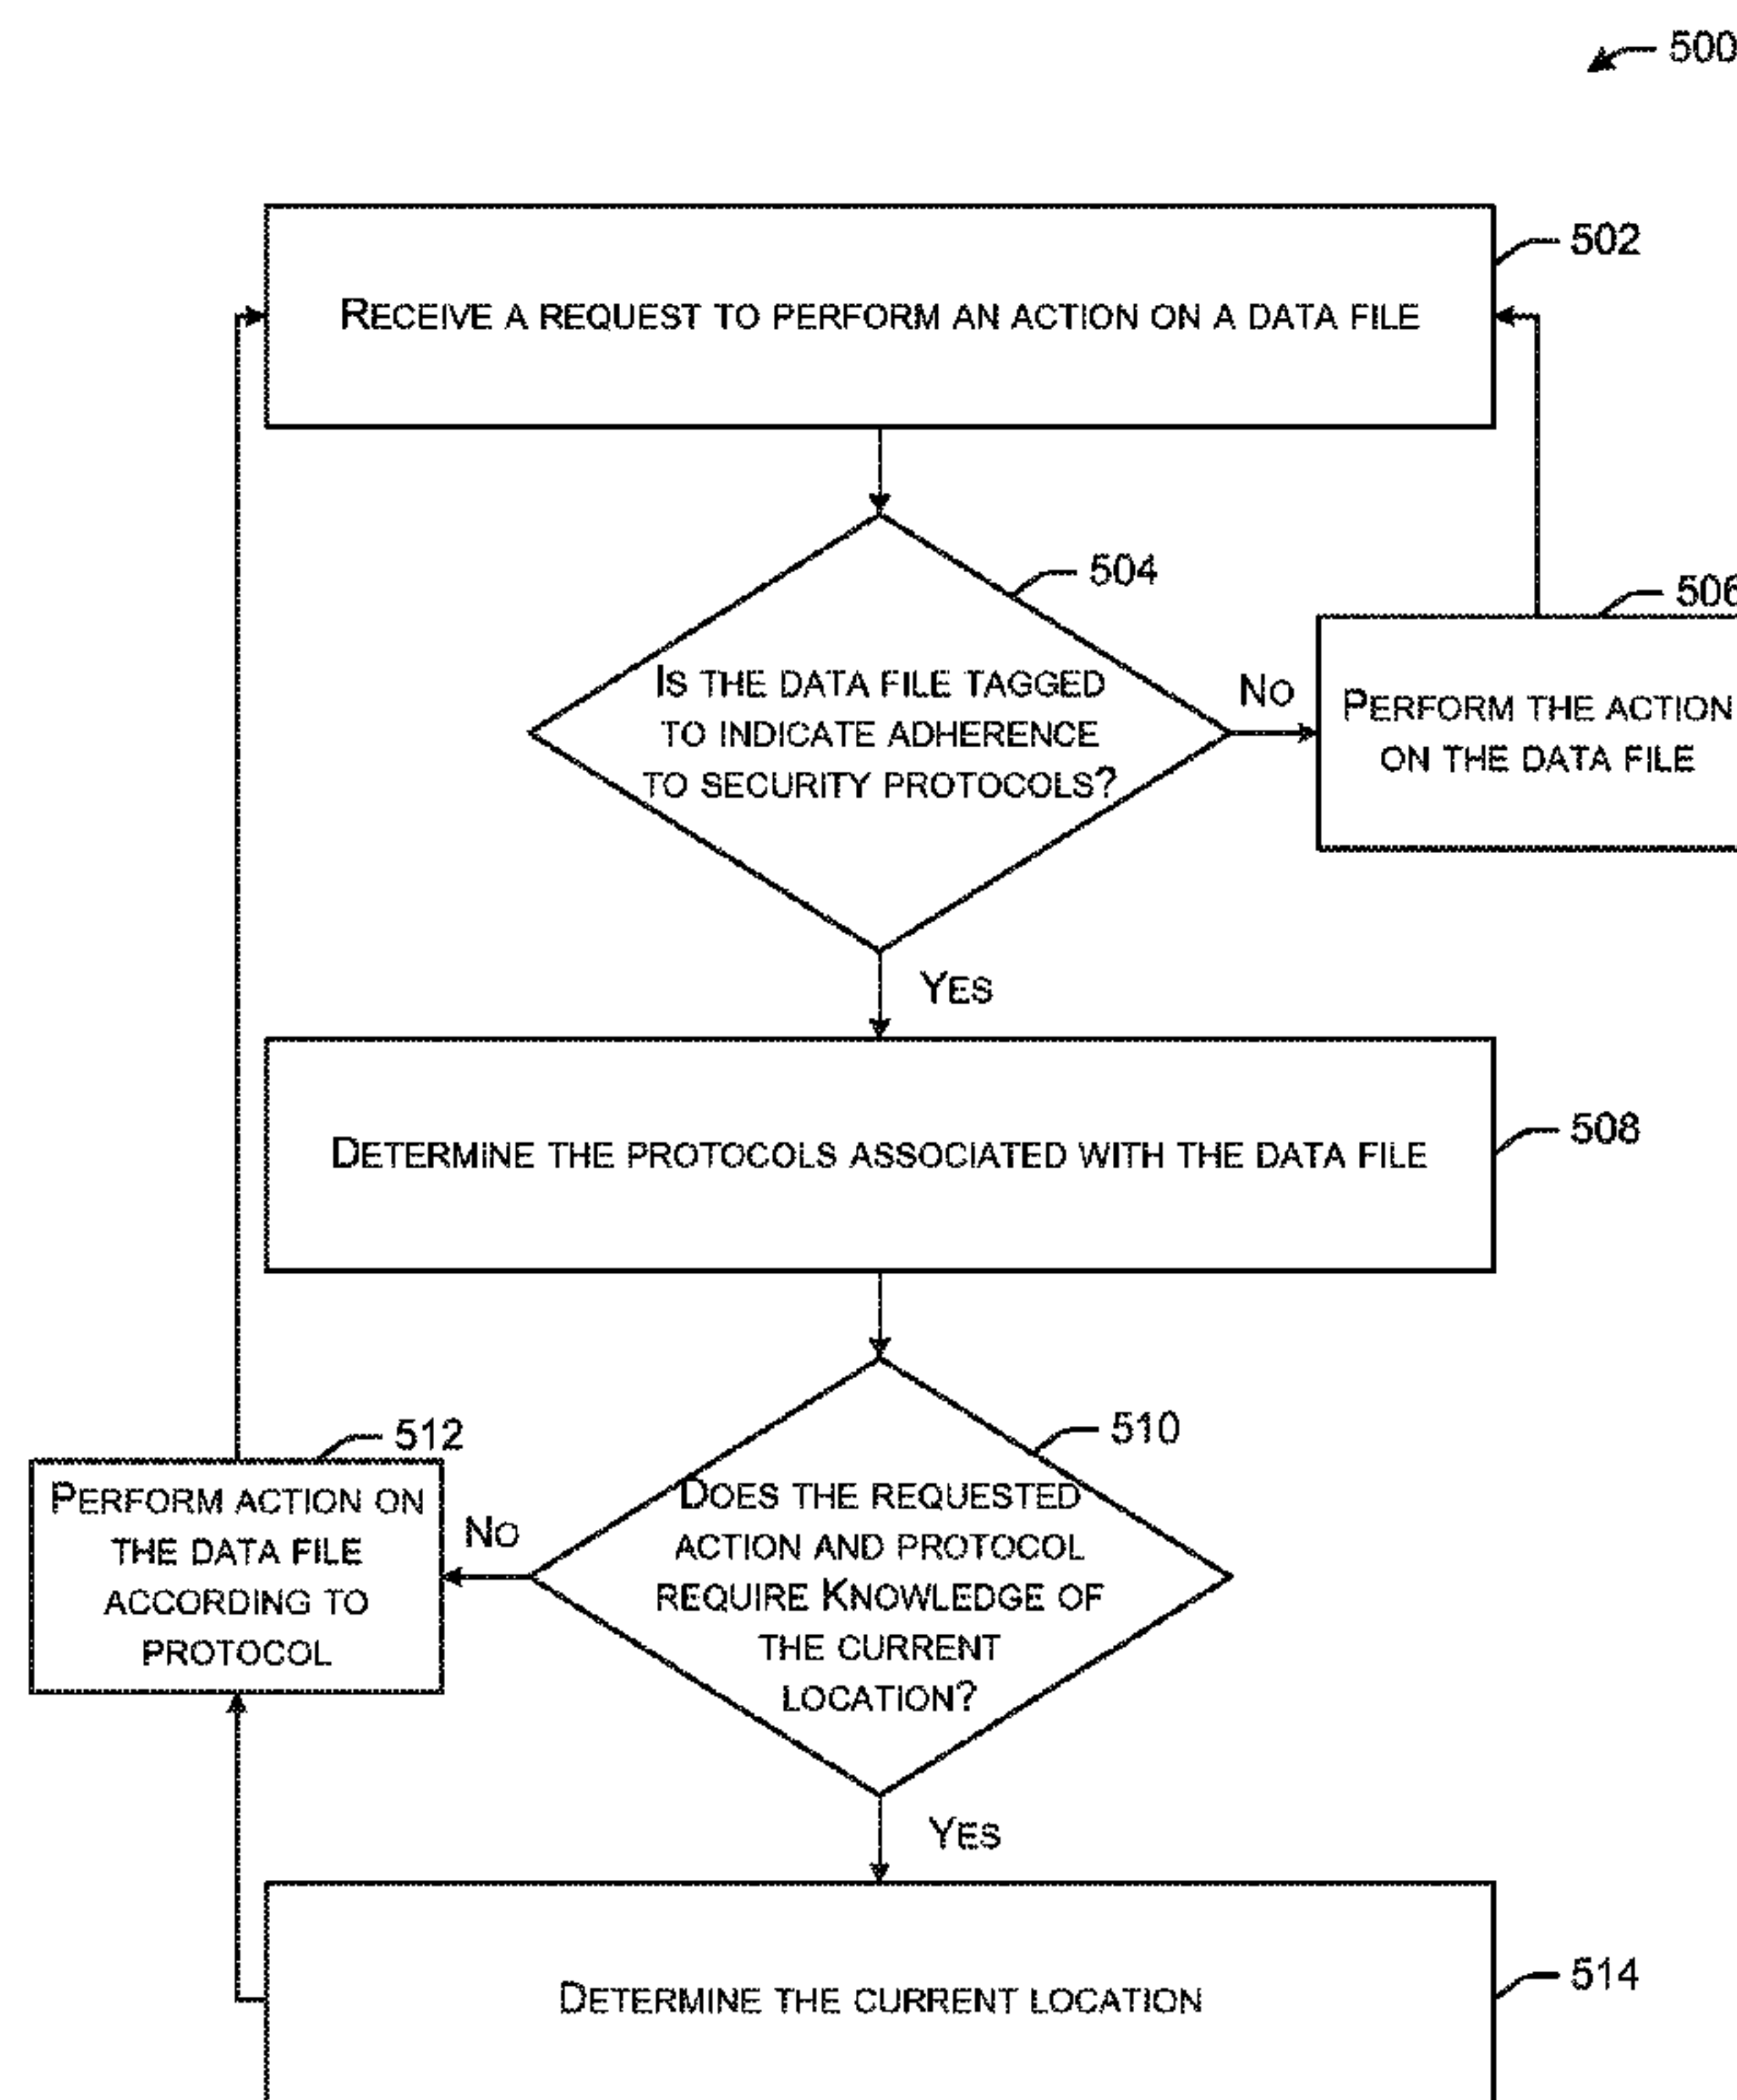 500
502
RECEIVE A REQUEST TO PERFORM AN ACTION ON A DATA FILE
504
IS THE DATA FILE TAGGED
TO INDICATE ADHERENCE
TO SECURITY PROTOCOLS?
NO
506
PERFORM THE ACTION
ON THE DATA FILE
YES
508
DETERMINE THE PROTOCOLS ASSOCIATED WITH THE DATA FILE
510
DOES THE REQUESTED
ACTION AND PROTOCOL
REQUIRE KNOWLEDGE OF
THE CURRENT
LOCATION?
NO
512
PERFORM ACTION ON
THE DATA FILE
ACCORDING TO
PROTOCOL
YES
514
DETERMINE THE CURRENT LOCATION